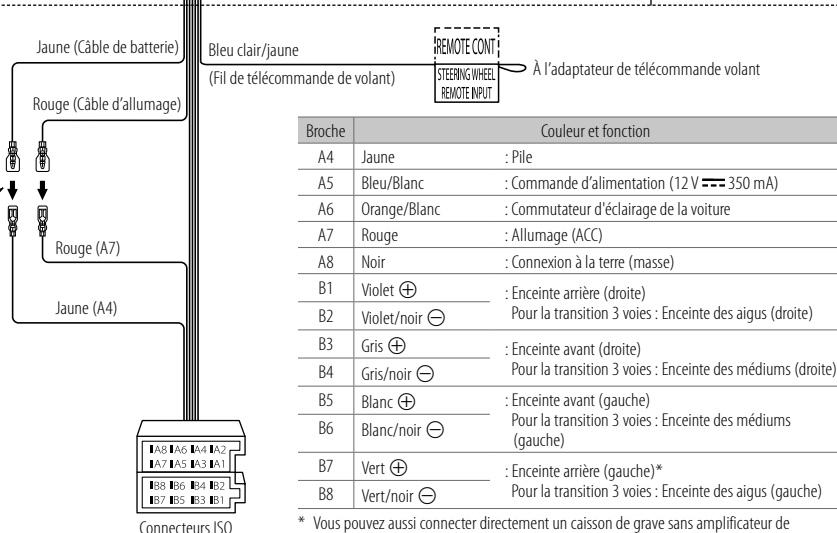 Jaune (Câble de batterie)
Bleu clair/jaune
(Fil de télécommande de volant)
REMOTE CONT
STEERING WHEEL
REMOTE INPUT
À l'adaptateur de télécommande volant
Rouge (Câble d'allumage)
Rouge (A7)
Jaune (A4)
A8 A6 A4 A2
A7 A5 A3 A1
B8 B6 B4 B2
B7 B5 B3 B1
Connecteurs ISO
Broche Couleur et fonction
A4 Jaune : Pile
A5 Bleu/Blanc : Commande d'alimentation (12 V ⎓ 350 mA)
A6 Orange/Blanc : Commutateur d'éclairage de la voiture
A7 Rouge : Allumage (ACC)
A8 Noir : Connexion à la terre (masse)
B1 Violet ⊕ : Enceinte arrière (droite)
B2 Violet/noir ⊖ Pour la transition 3 voies : Enceinte des aigus (droite)
B3 Gris ⊕ : Enceinte avant (droite)
B4 Gris/noir ⊖ Pour la transition 3 voies : Enceinte des médiums (droite)
B5 Blanc ⊕ : Enceinte avant (gauche)
B6 Blanc/noir ⊖ Pour la transition 3 voies : Enceinte des médiums
(gauche)
B7 Vert ⊕ : Enceinte arrière (gauche)*
B8 Vert/noir ⊖ Pour la transition 3 voies : Enceinte des aigus (gauche)
* Vous pouvez aussi connecter directement un caisson de grave sans amplificateur de